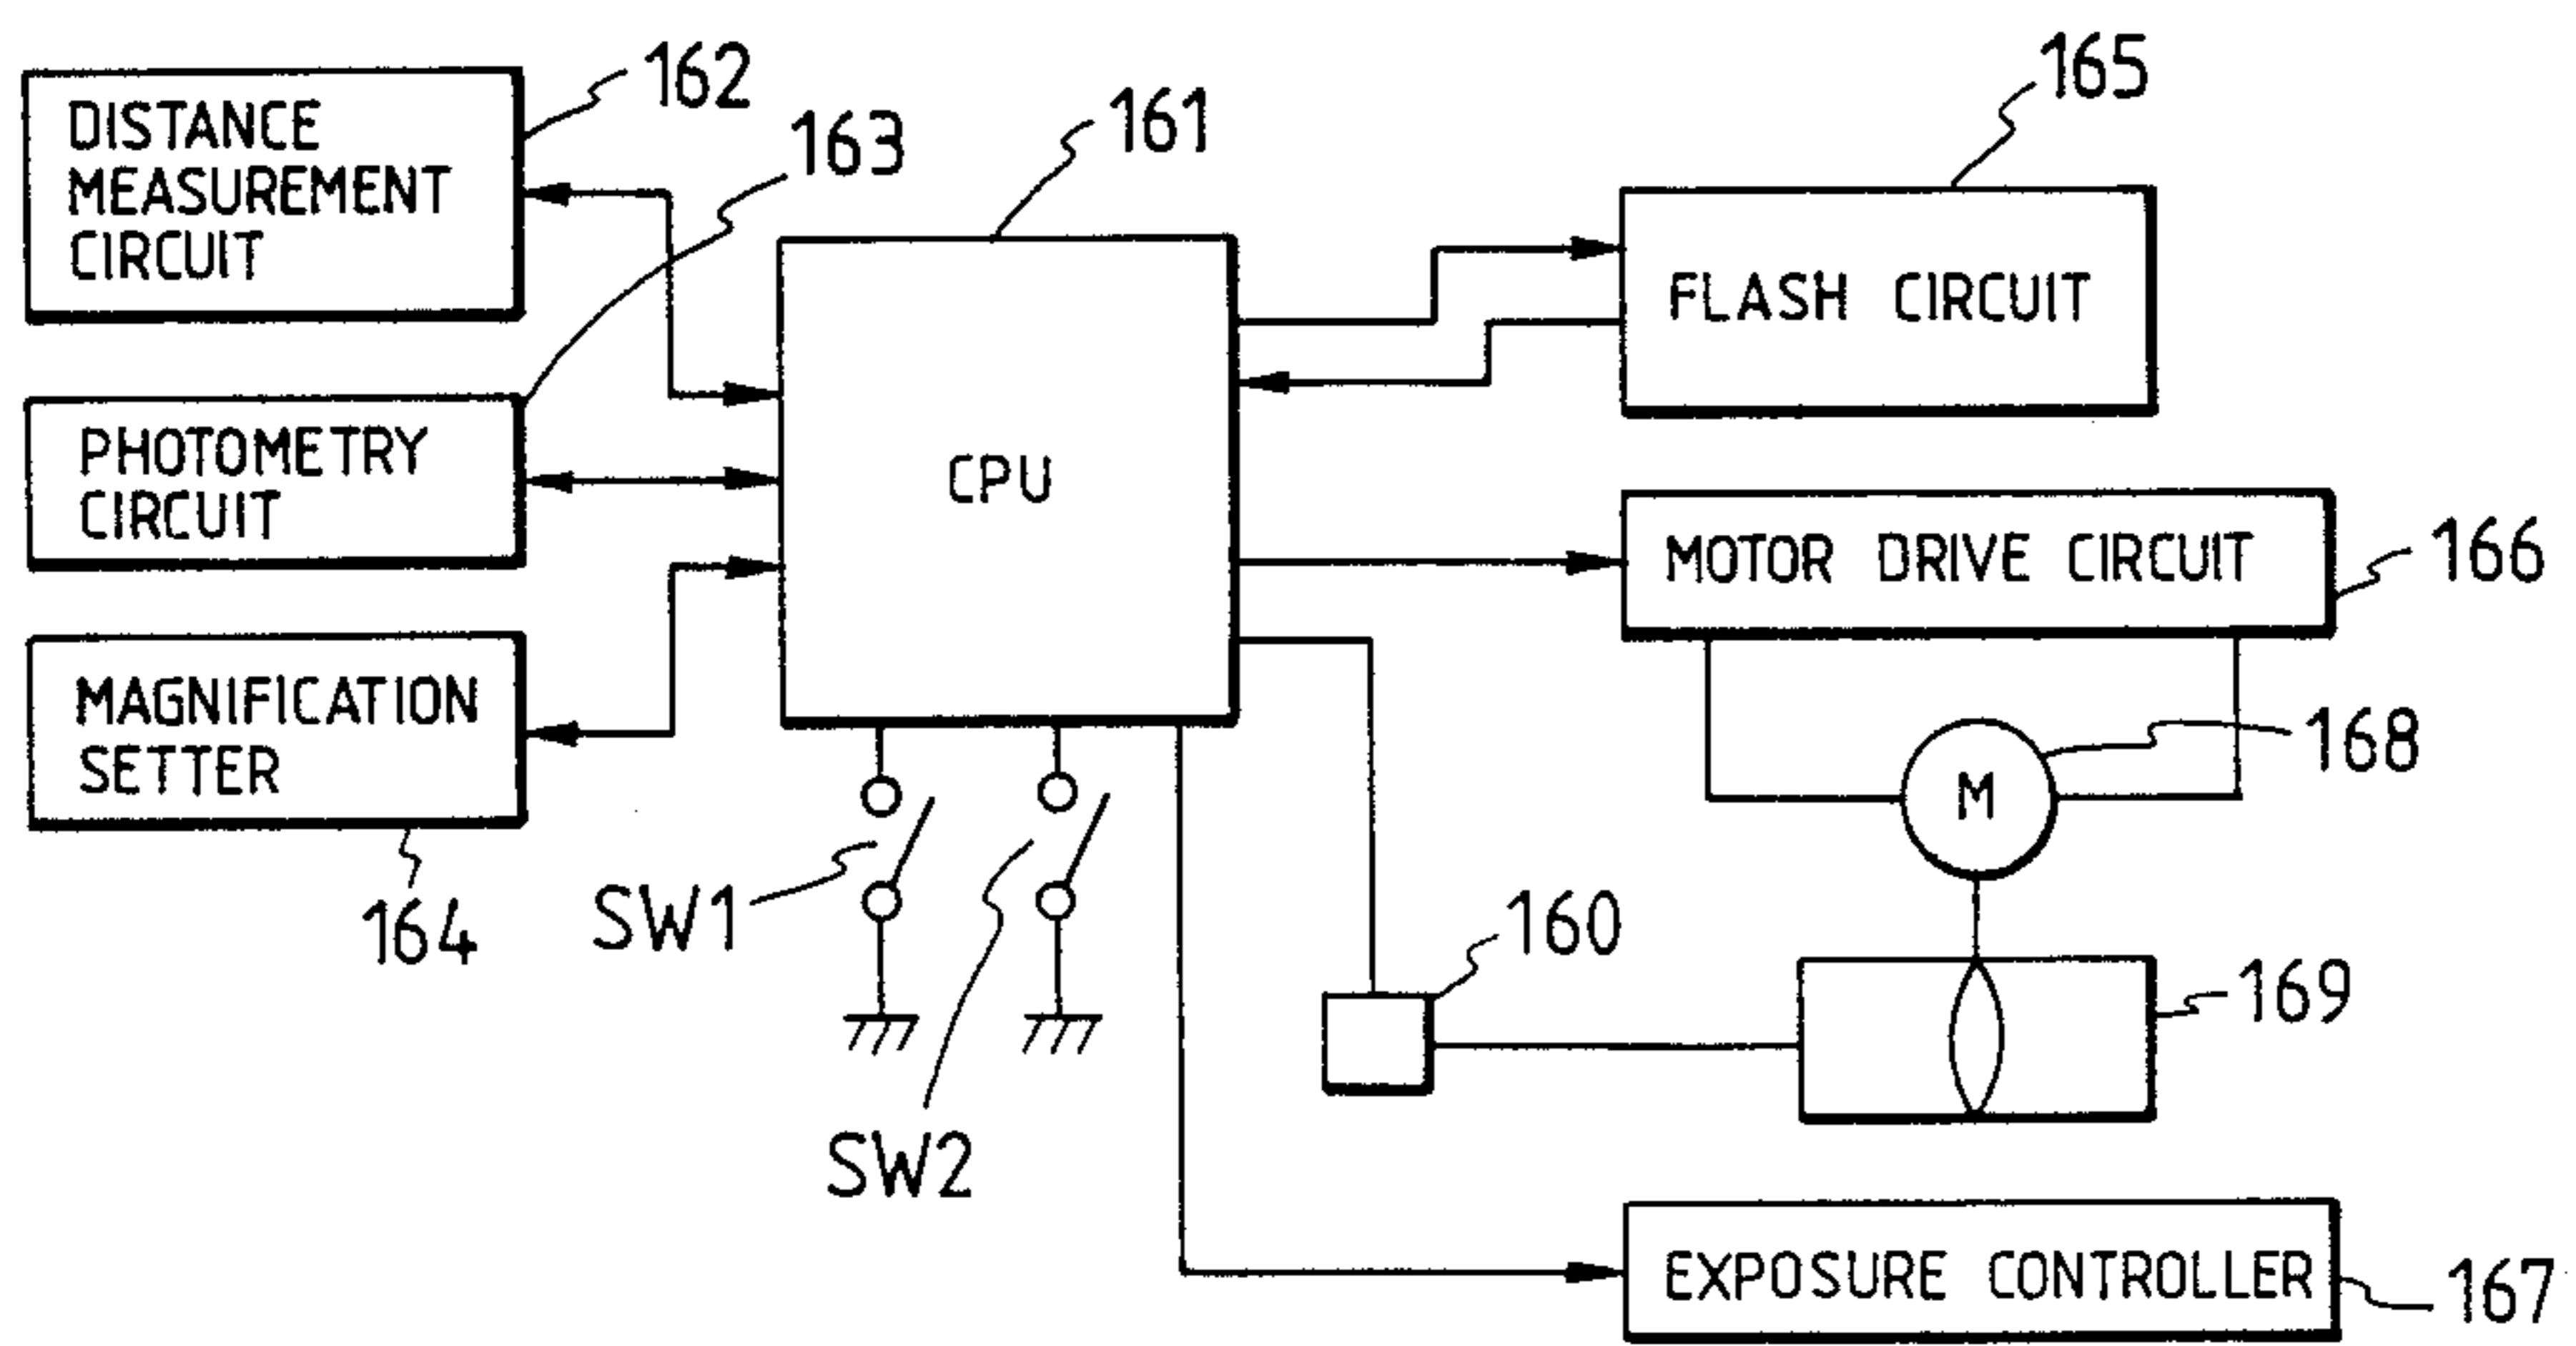 162
DISTANCE
MEASUREMENT
CIRCUIT
163
PHOTOMETRY
CIRCUIT
MAGNIFICATION
SETTER
164
161
CPU
SW1
SW2
165
FLASH CIRCUIT
MOTOR DRIVE CIRCUIT
166
M
168
160
169
EXPOSURE CONTROLLER
167